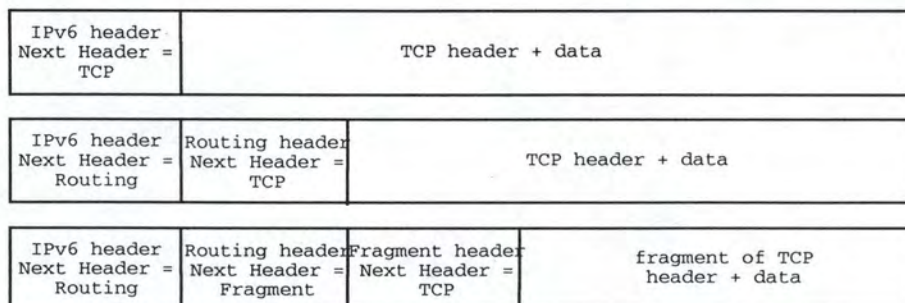 IPv6 header
Next Header =
TCP
TCP header + data
IPv6 header
Next Header =
Routing
Routing header
Next Header =
TCP
TCP header + data
IPv6 header
Next Header =
Routing
Routing header
Next Header =
Fragment
Fragment header
Next Header =
TCP
fragment of TCP
header + data